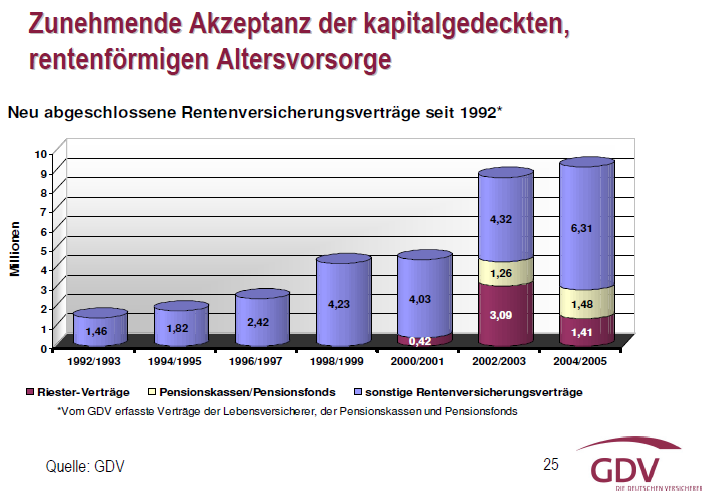 Zunehmende Akzeptanz der kapitalgedeckten,
rentenförmigen Altersvorsorge
Neu abgeschlossene Rentenversicherungsverträge seit 1992*
Millionen
10
9
8
7
6
5
4
3
2
1
0
1,46
1,82
2,42
4,23
4,03
0,42
4,32
1,26
3,09
6,31
1,48
1,41
1992/1993 1994/1995 1996/1997 1998/1999 2000/2001 2002/2003 2004/2005
Riester-Verträge Pensionskassen/Pensionsfonds sonstige Rentenversicherungsverträge
*Vom GDV erfasste Verträge der Lebensversicherer, der Pensionskassen und Pensionsfonds
Quelle: GDV
25
GDV
DIE DEUTSCHEN VERSICHERER